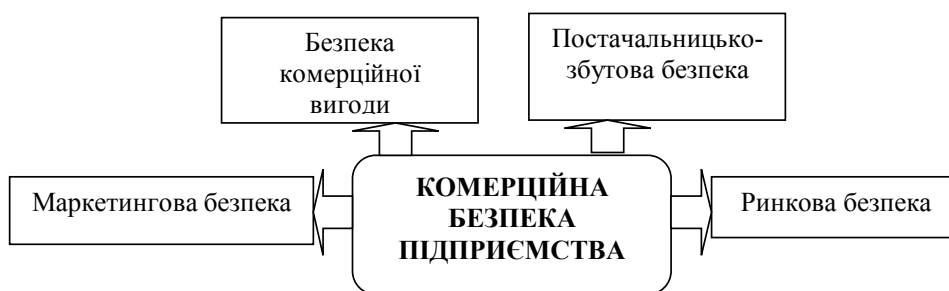 Безпека
комерційної
вигоди
Постачальницько-
збутова безпека
Маркетингова безпека
КОМЕРЦІЙНА
БЕЗПЕКА
ПІДПРИЄМСТВА
Ринкова безпека